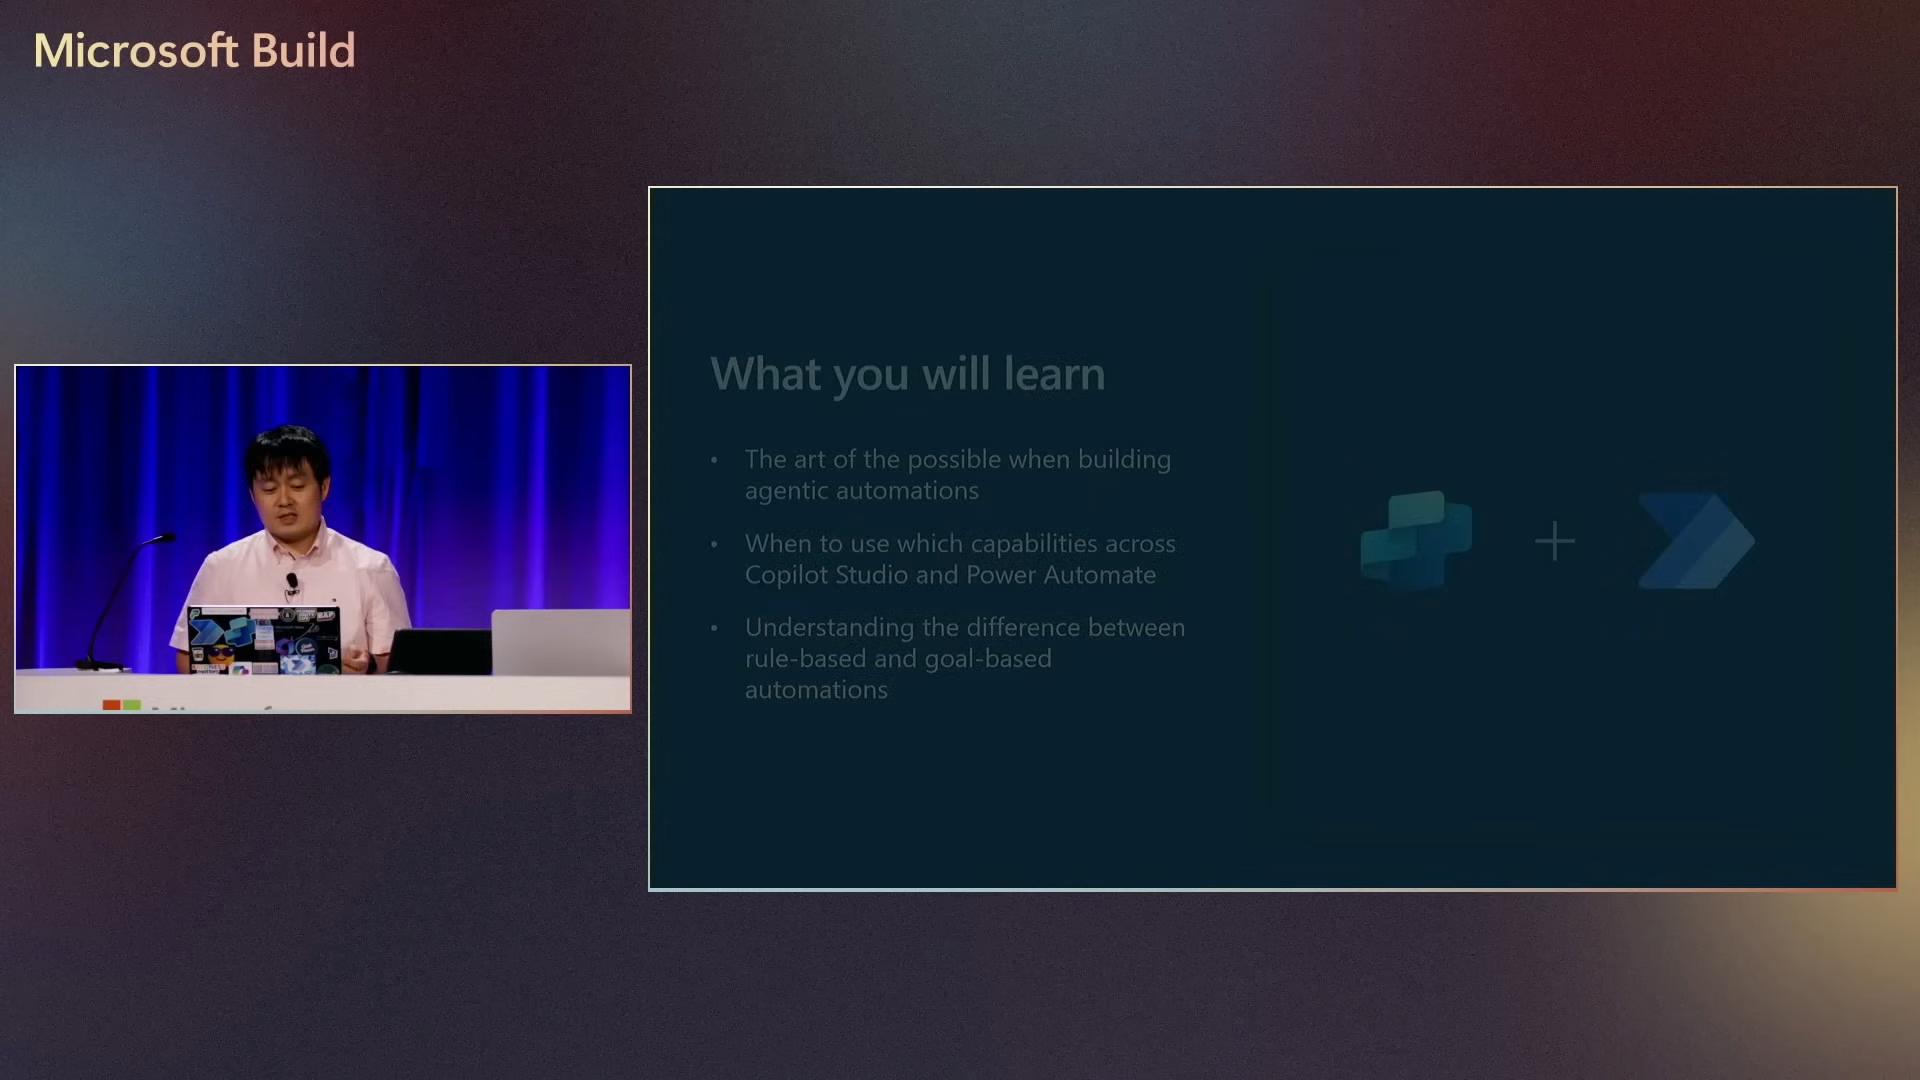 Microsoft Build
What you will learn
• The art of the possible when building
agentic automations
• When to use which capabilities across
Copilot Studio and Power Automate
• Understanding the difference between
rule-based and goal-based
automations